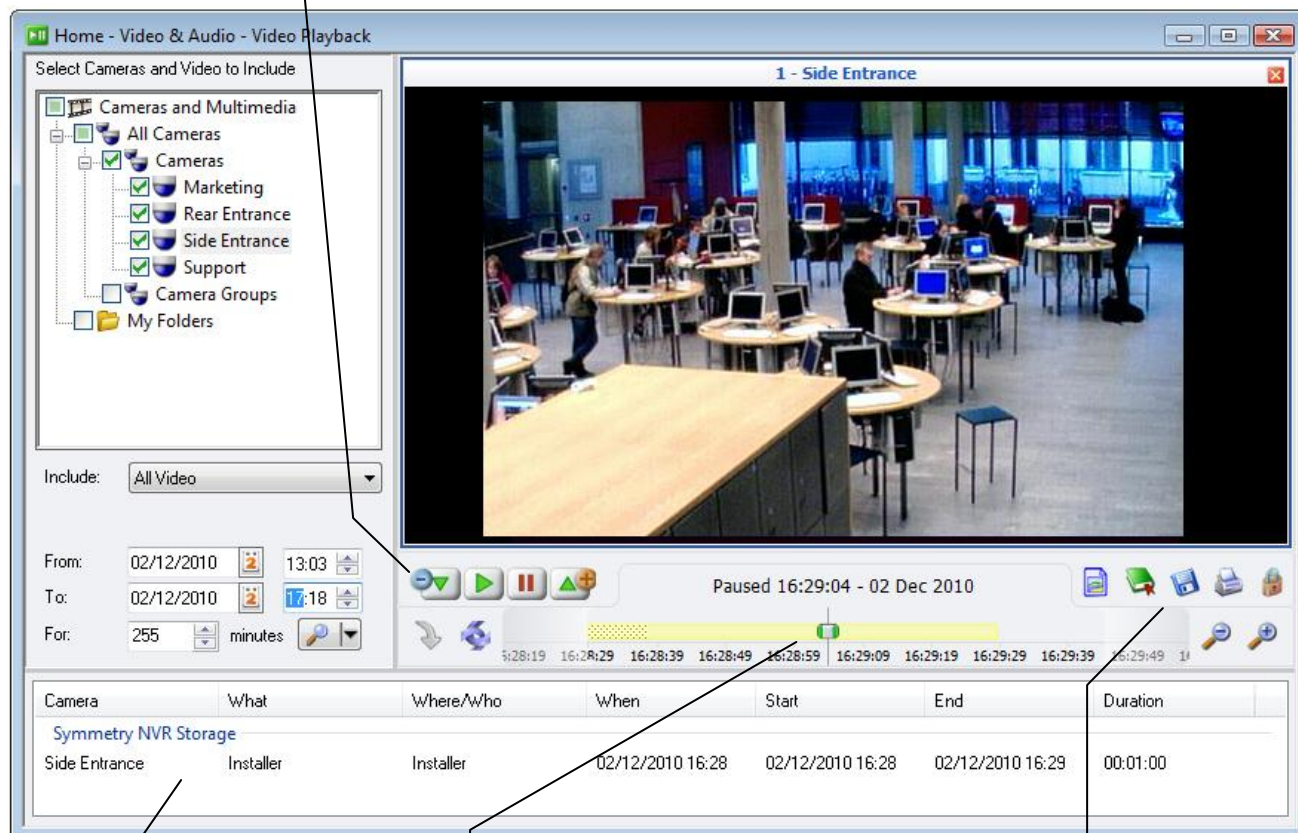 Home - Video & Audio - Video Playback
Select Cameras and Video to Include
Cameras and Multimedia
All Cameras
Cameras
Marketing
Rear Entrance
Side Entrance
Support
Camera Groups
My Folders
Include: All Video
From: 02/12/2010 2 13:03
To: 02/12/2010 2 17:18
For: 255 minutes
1 - Side Entrance
Paused 16:29:04 - 02 Dec 2010
5:28:19 16:28:29 16:28:39 16:28:49 16:28:59 16:29:09 16:29:19 16:29:29 16:29:39 16:29:49
Camera What Where/Who When Start End Duration
Symmetry NVR Storage
Side Entrance Installer Installer 02/12/2010 16:28 02/12/2010 16:28 02/12/2010 16:29 00:01:00